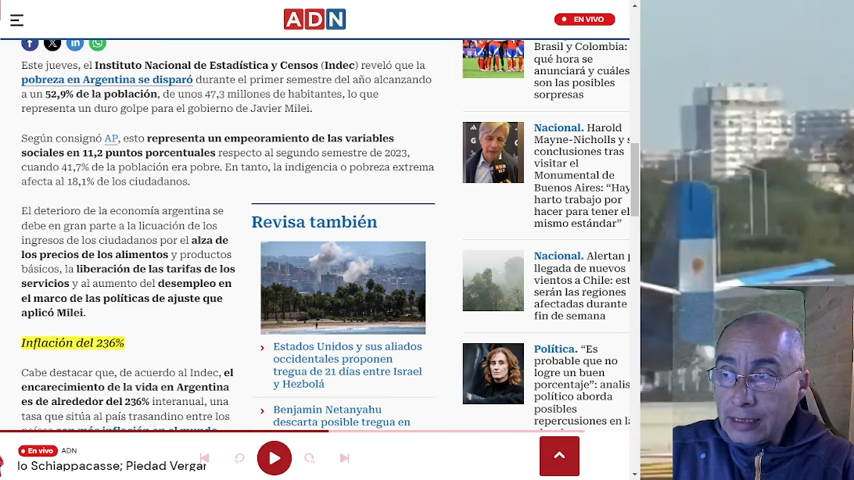 ADN
EN VIVO
Este jueves, el Instituto Nacional de Estadística y Censos (Indec) reveló que la
pobreza en Argentina se disparó durante el primer semestre del año alcanzando
a un 52,9% de la población, de unos 47,3 millones de habitantes, lo que
representa un duro golpe para el gobierno de Javier Milei.
Según consignó AP, esto representa un empeoramiento de las variables
sociales en 11,2 puntos porcentuales respecto al segundo semestre de 2023,
cuando 41,7% de la población era pobre. En tanto, la indigencia o pobreza extrema
afecta al 18,1% de los ciudadanos.
El deterioro de la economía argentina se
debe en gran parte a la licuación de los
ingresos de los ciudadanos por el alza de
los precios de los alimentos y productos
básicos, la liberación de las tarifas de los
servicios y al aumento del desempleo en
el marco de las políticas de ajuste que
aplicó Milei.
Inflación del 236%
Cabe destacar que, de acuerdo al Indec, el
encarecimiento de la vida en Argentina
es de alrededor del 236% interanual, una
tasa que sitúa al país trasandino entre los
países con más inflación en el mundo
Revisa también
Estados Unidos y sus aliados
occidentales proponen
tregua de 21 días entre Israel
y Hezbolá
Benjamin Netanyahu
descarta posible tregua en
Brasil y Colombia:
qué hora se
anunciará y cuáles
son las posibles
sorpresas
Nacional. Harold
Mayne-Nicholls y s
conclusiones tras
visitar el
Monumental de
Buenos Aires: “Hay
harto trabajo por
hacer para tener el
mismo estándar”
Nacional. Alertan p
llegada de nuevos
vientos a Chile: est
serán las regiones
afectadas durante
fin de semana
Política. “Es
probable que no
logre un buen
porcentaje”: analis
político aborda
posibles
repercusiones en la
En vivo ADN
lo Schiappacasse; Piedad Vergar